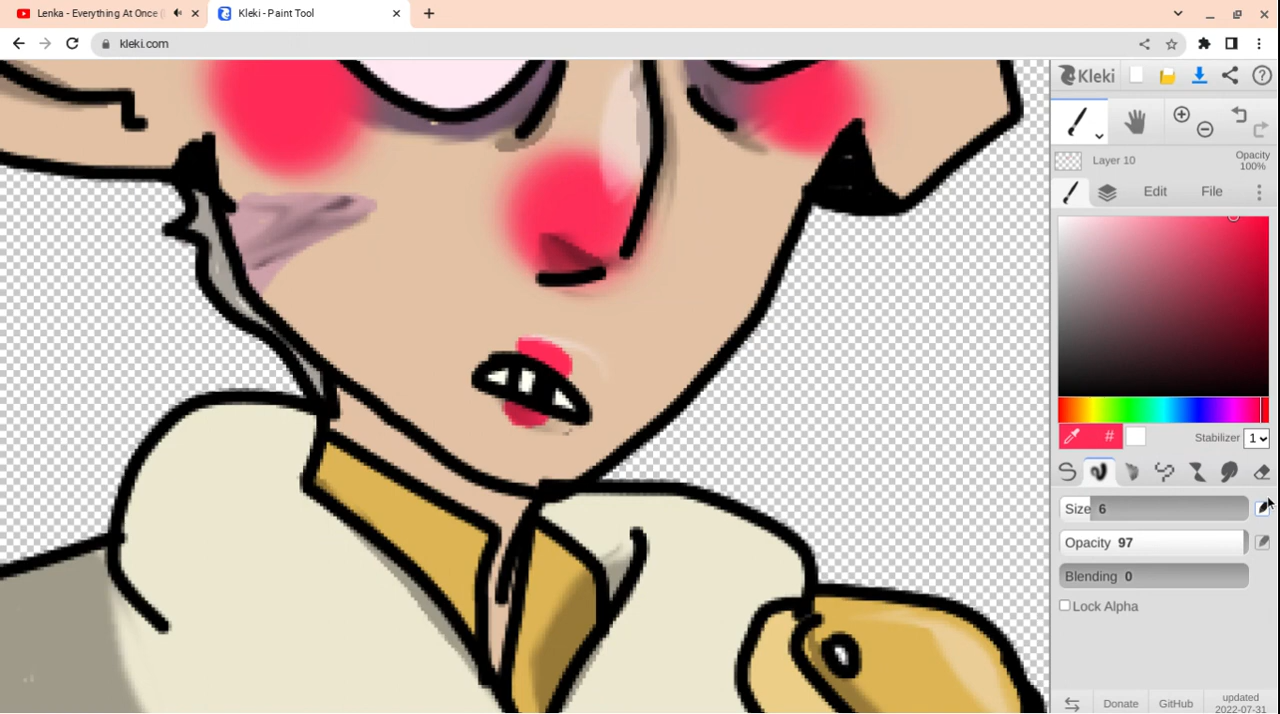 Lenka - Everything At Once (
Kleki - Paint Tool
kleki.com
Kleki
Layer 10
Opacity
100%
Edit
File
#
Stabilizer 1
Size 6
Opacity 97
Blending 0
Lock Alpha
Donate
GitHub
updated
2022-07-31